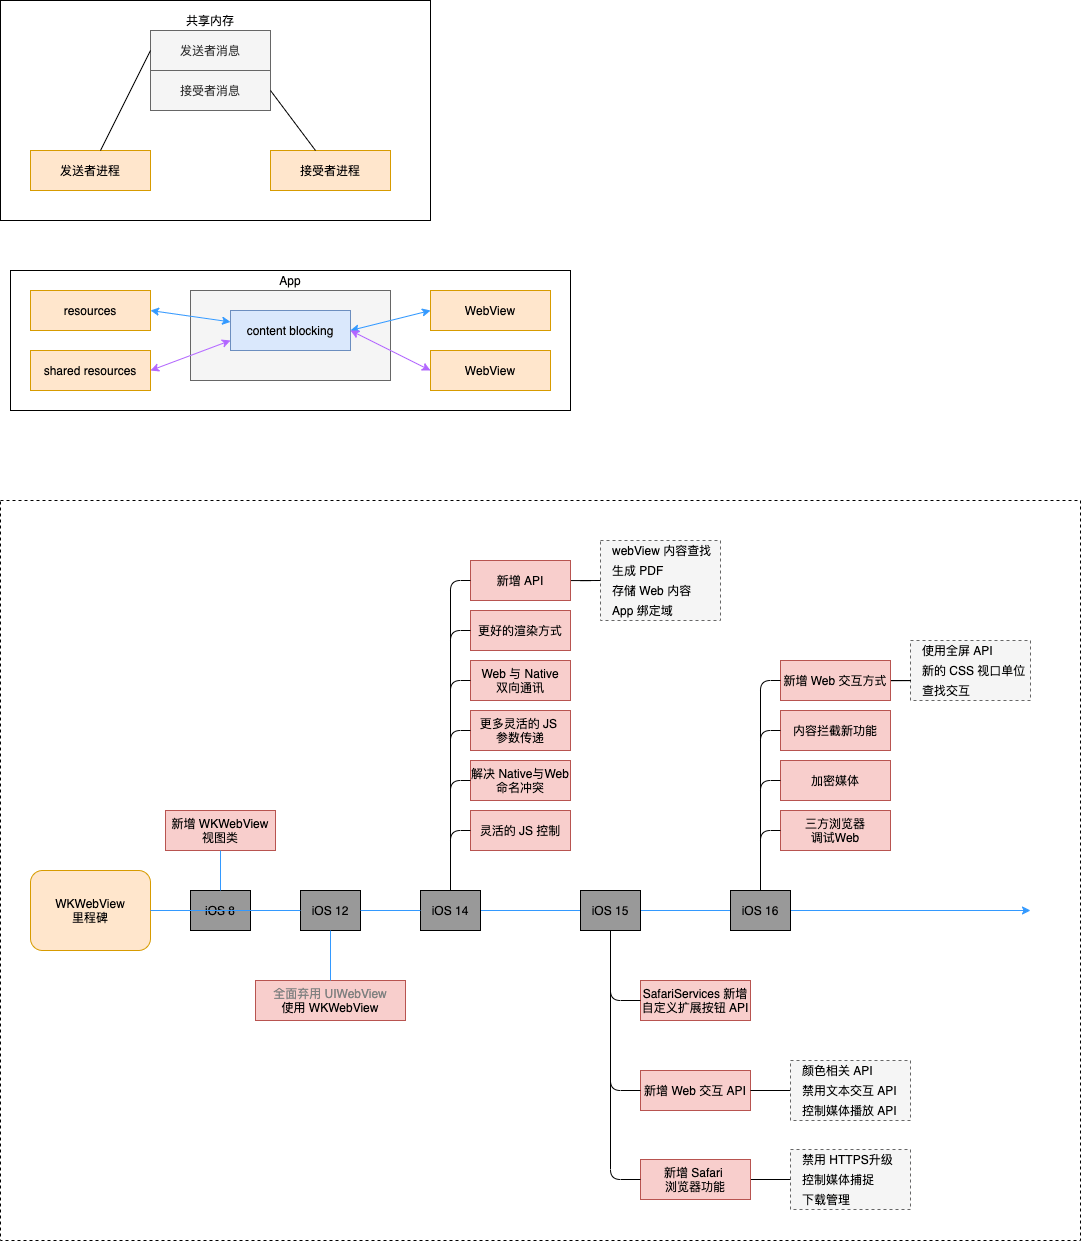 共享内存
发送者消息
接受者消息
发送者进程
接受者进程
App
resources
content blocking
WebView
shared resources
WebView
webView 内容查找
生成 PDF
存储 Web 内容
App 绑定域
新增 API
更好的渲染方式
Web 与 Native
双向通讯
更多灵活的 JS
参数传递
解决 Native与Web
命名冲突
灵活的 JS 控制
使用全屏 API
新的 CSS 视口单位
查找交互
新增 Web 交互方式
内容拦截新功能
加密媒体
三方浏览器
调试Web
新增 WKWebView
视图类
WKWebView
里程碑
iOS 8
iOS 12
iOS 14
iOS 15
iOS 16
全面弃用 UIWebView
使用 WKWebView
SafariServices 新增
自定义扩展按钮 API
新增 Web 交互 API
颜色相关 API
禁用文本交互 API
控制媒体播放 API
新增 Safari
浏览器功能
禁用 HTTPS升级
控制媒体捕捉
下载管理